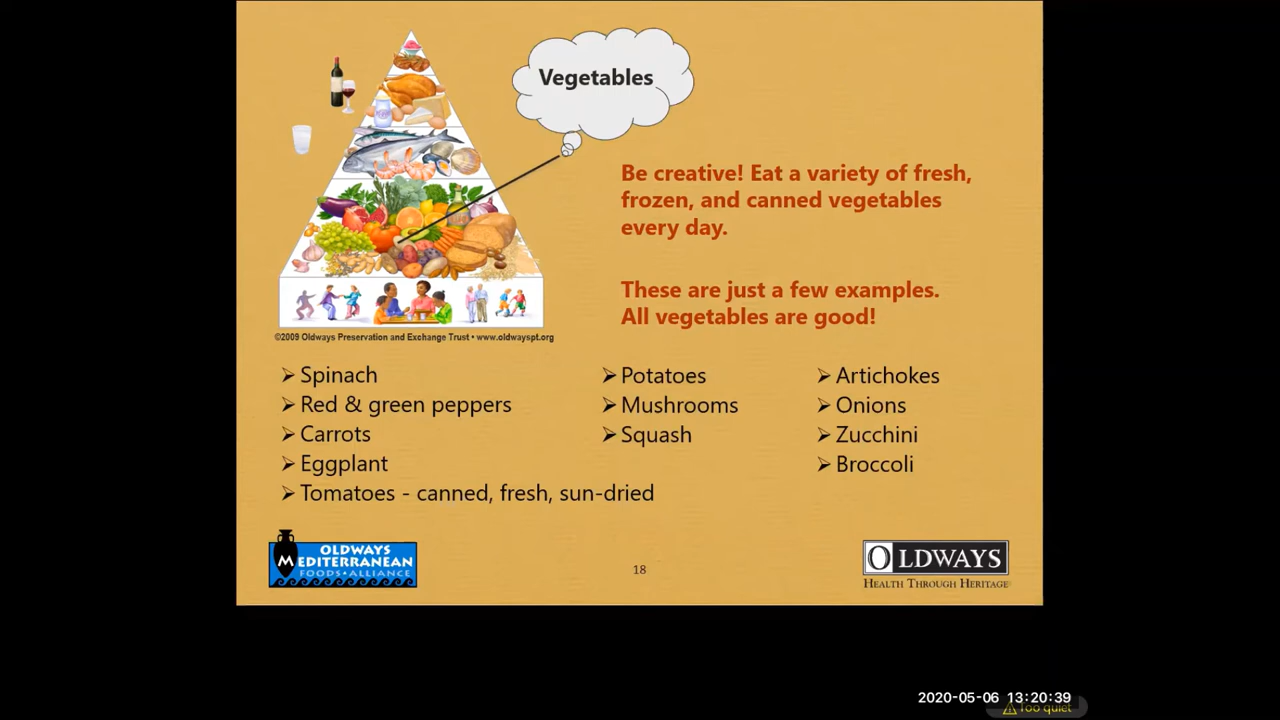 Vegetables
Be creative! Eat a variety of fresh,
frozen, and canned vegetables
every day.
These are just a few examples.
All vegetables are good!
©2009 Oldways Preservation and Exchange Trust • www.oldwayspt.org
➢ Spinach
➢ Red & green peppers
➢ Carrots
➢ Eggplant
➢ Tomatoes - canned, fresh, sun-dried
➢ Potatoes
➢ Mushrooms
➢ Squash
➢ Artichokes
➢ Onions
➢ Zucchini
➢ Broccoli
OLDWAYS
MEDITERRANEAN
FOODS • ALLIANCE
18
OLDWAYS
HEALTH THROUGH HERITAGE
2020-05-06 13:20:39
Too quiet